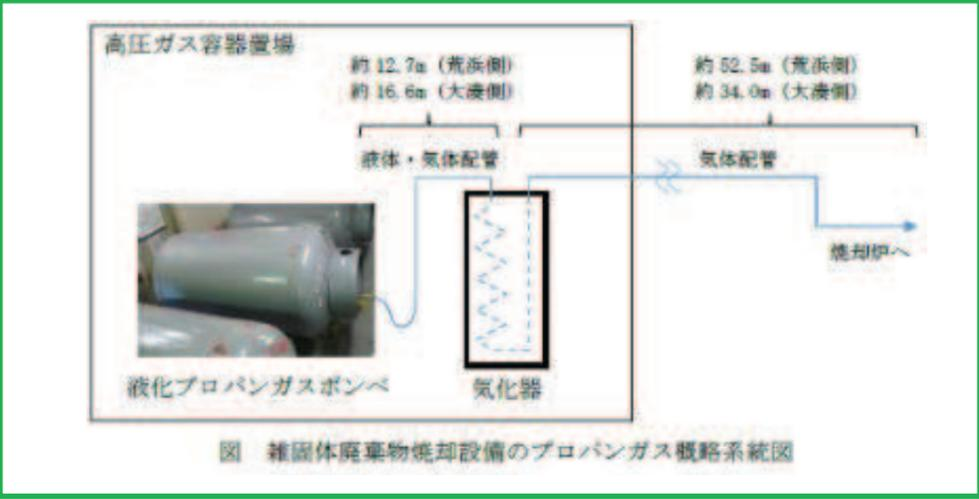 高圧ガス容器置場
約 12.7m（荒浜側）
約 16.6m（大湊側）
約 52.5m（荒浜側）
約 34.0m（大湊側）
液体・気体配管
気体配管
焼却炉へ
液化プロパンガスボンベ
気化器
図　雑固体廃棄物焼却設備のプロパンガス概略系統図